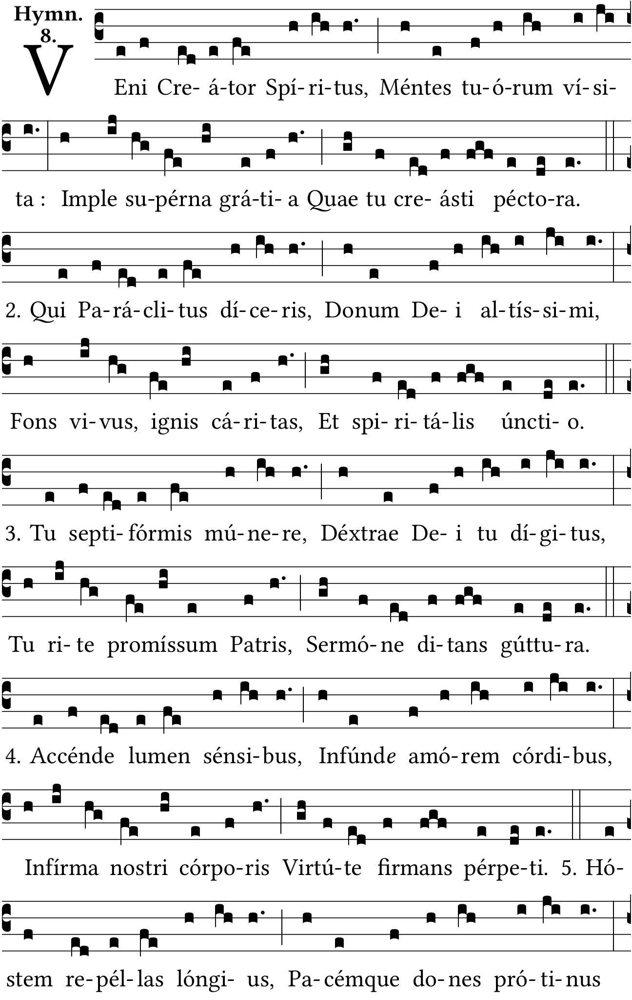 Hymn.
8.
VEni Cre- á-tor Spí-ri-tus, Méntes tu-ó-rum ví-si-
ta : Imple su-pérna grá-ti- a Quae tu cre- ásti pécto-ra.
2. Qui Pa-rá-cli-tus dí-ce-ris, Donum De- i al-tís-si-mi,
Fons vi-vus, ignis cá-ri-tas, Et spi-ri-tá-lis úncti- o.
3. Tu septi-fórmis mú-ne-re, Déxtrae De- i tu dí-gi-tus,
Tu ri- te promíssum Patris, Sermó-ne di-tans gúttu-ra.
4. Accénde lumen sénsi-bus, Infúnde amó-rem córdi-bus,
Infírma nostri córpo-ris Virtú-te firmans pérpe-ti. 5. Hó-
stem re-pél-las lóngi- us, Pa-cémque do-nes pró-ti-nus